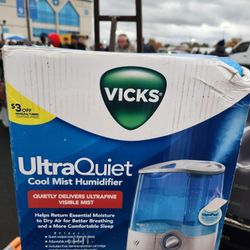 VICKS
$3 OFF
UltraQuiet
Cool Mist Humidifier
QUIETLY DELIVERS ULTRAFINE
VISIBLE MIST
Helps Return Essential Moisture
to Dry Air for Better Breathing
and a More Comfortable Sleep